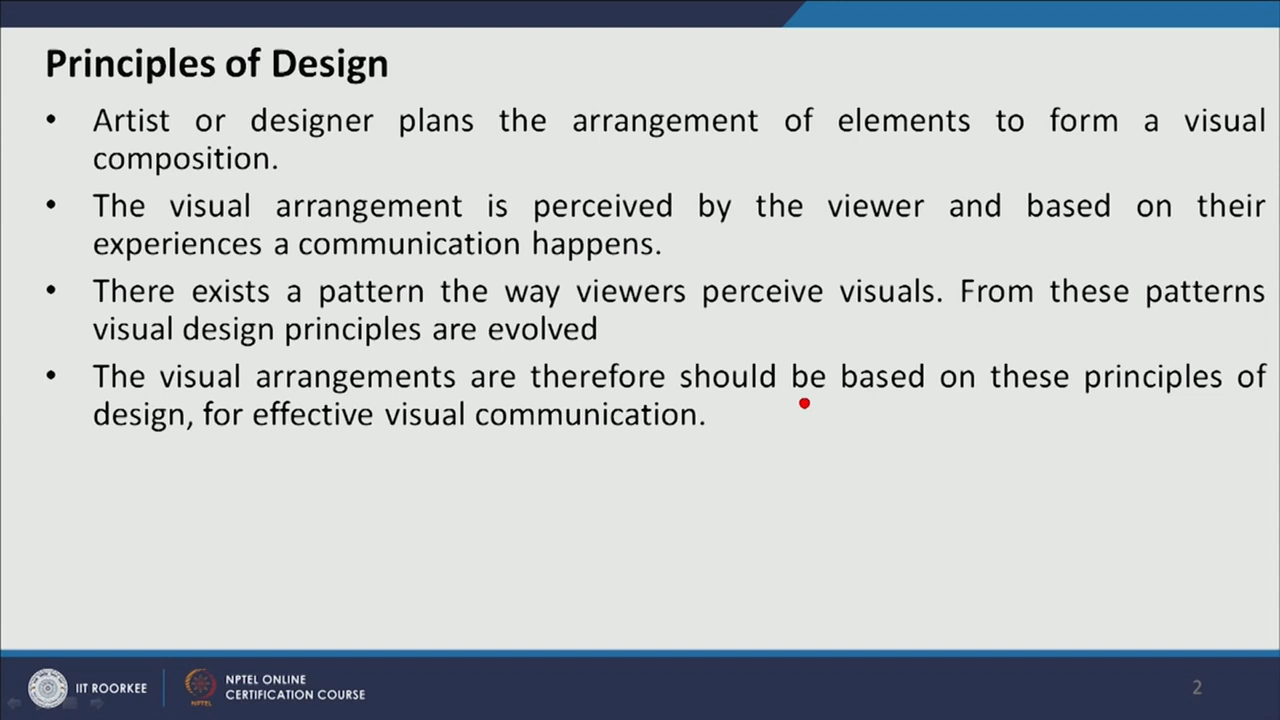 Principles of Design
• Artist or designer plans the arrangement of elements to form a visual
composition.
• The visual arrangement is perceived by the viewer and based on their
experiences a communication happens.
• There exists a pattern the way viewers perceive visuals. From these patterns
visual design principles are evolved
• The visual arrangements are therefore should be based on these principles of
design, for effective visual communication.
IIT ROORKEE
NPTEL ONLINE
CERTIFICATION COURSE
NPTEL
2